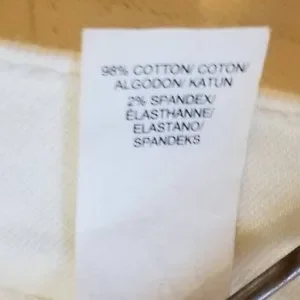 98% COTTON/ COTON/
ALGODON/ KATUN
2% SPANDEX/
ÉLASTHANNE/
ELASTANO/
SPANDEKS